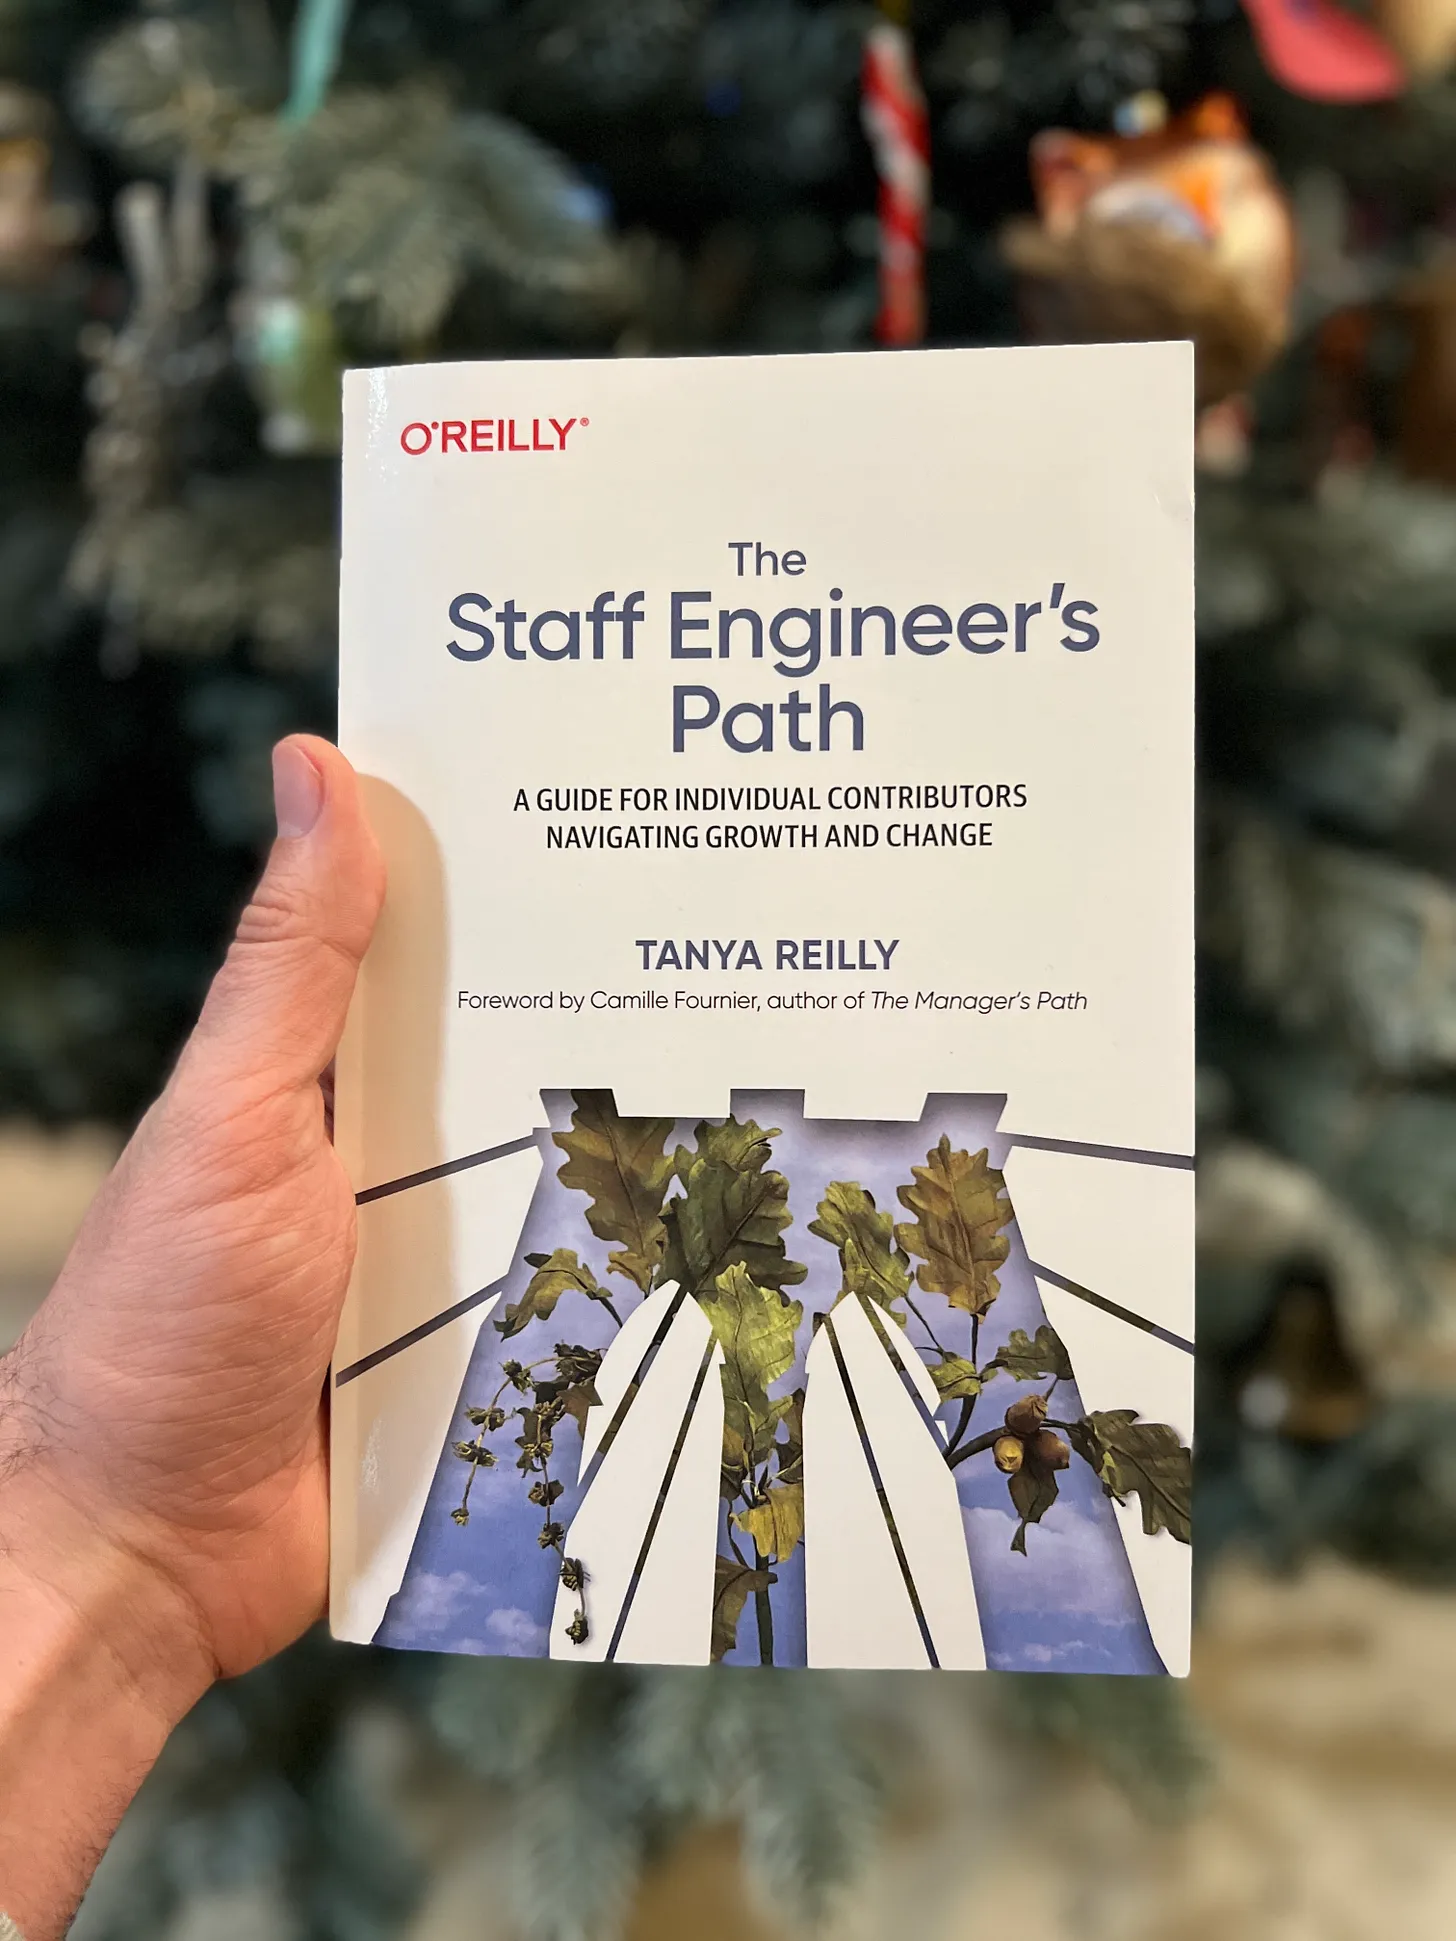 O'REILLY®
The
Staff Engineer's
Path
A GUIDE FOR INDIVIDUAL CONTRIBUTORS
NAVIGATING GROWTH AND CHANGE
TANYA REILLY
Foreword by Camille Fournier, author of The Manager's Path